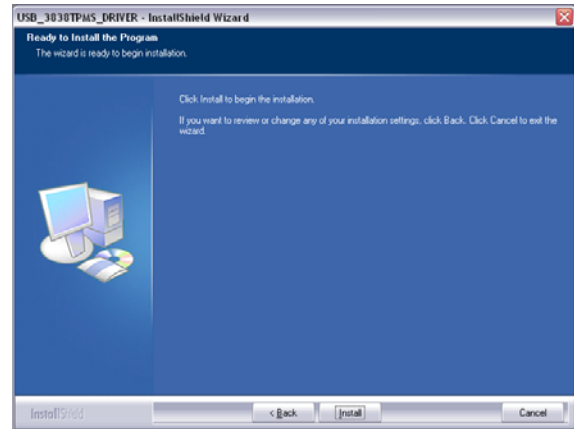 USB_3030TPMS_DRIVER - InstallShield Wizard
Ready to Install the Program
The wizard is ready to begin installation.
Click Install to begin the installation.
If you want to review or change any of your installation settings, click Back. Click Cancel to exit the
wizard.
InstallShield
< Back
Install
Cancel